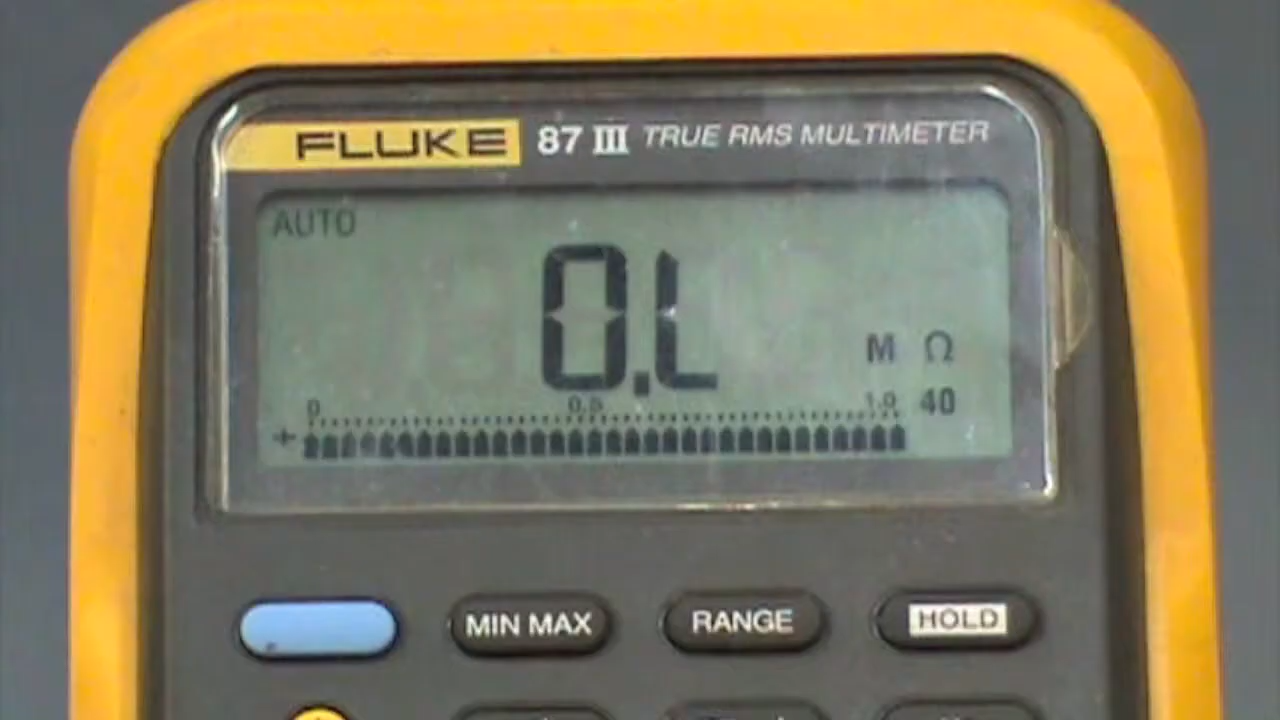 FLUKE 87 III TRUE RMS MULTIMETER
AUTO
0.L
M Ω
0 0.5 1.0 40
+
MIN MAX RANGE HOLD